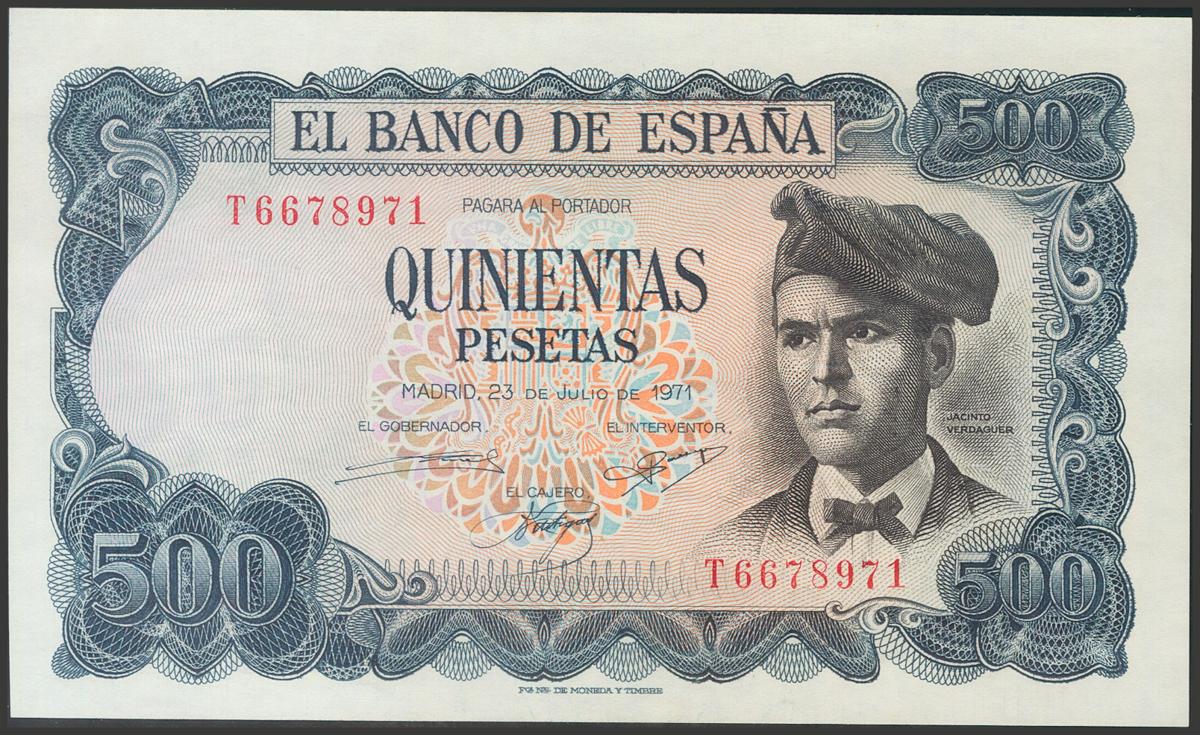 EL BANCO DE ESPAÑA
500
T6678971
PAGARA AL PORTADOR
QUINIENTAS
PESETAS
MADRID, 23 DE JULIO DE 1971
EL GOBERNADOR.
EL INTERVENTOR,
JACINTO
VERDAGUER
EL CAJERO,
500
T6678971
500
FCA NAL DE MONEDA Y TIMBRE